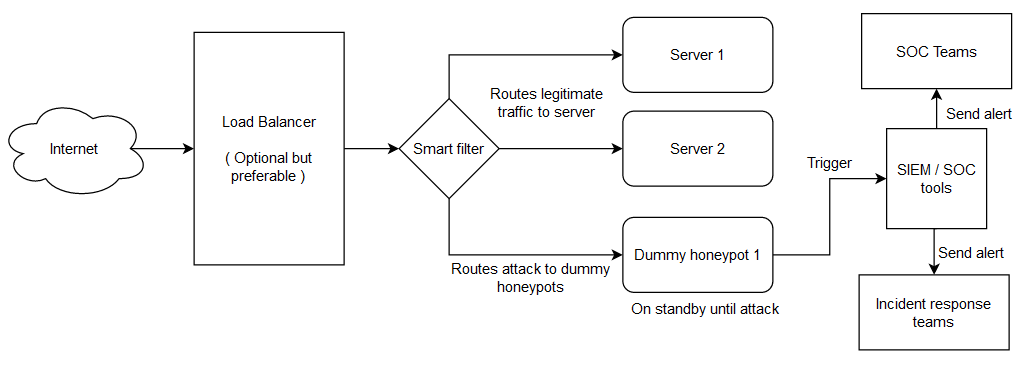 Internet
Load Balancer
( Optional but
preferable )
Smart filter
Routes legitimate
traffic to server
Server 1
Server 2
Routes attack to dummy
honeypots
Dummy honeypot 1
On standby until attack
Trigger
SOC Teams
Send alert
SIEM / SOC
tools
Send alert
Incident response
teams